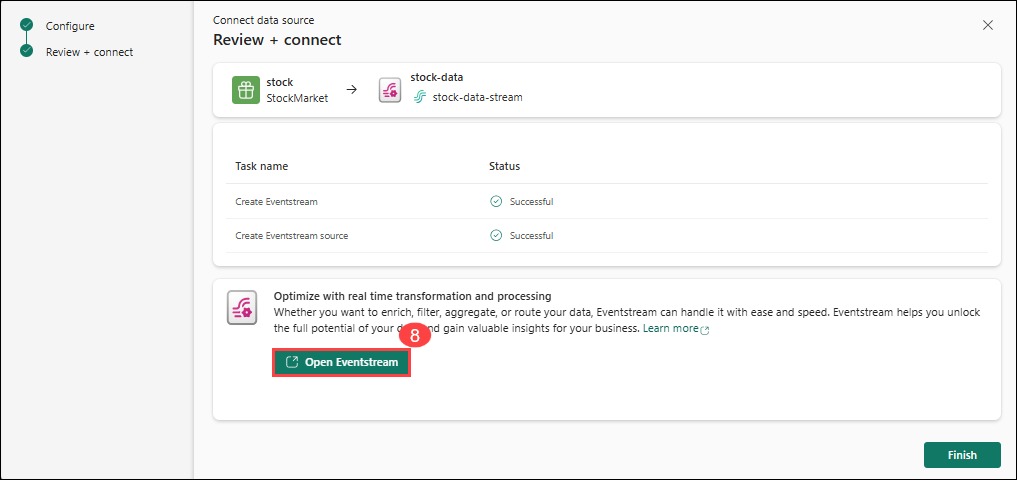 Configure
Review + connect
Connect data source
Review + connect
stock
StockMarket
stock-data
stock-data-stream
Task name Status
Create Eventstream Successful
Create Eventstream source Successful
Optimize with real time transformation and processing
Whether you want to enrich, filter, aggregate, or route your data, Eventstream can handle it with ease and speed. Eventstream helps you unlock
the full potential of your and gain valuable insights for your business. Learn more
8
Open Eventstream
Finish